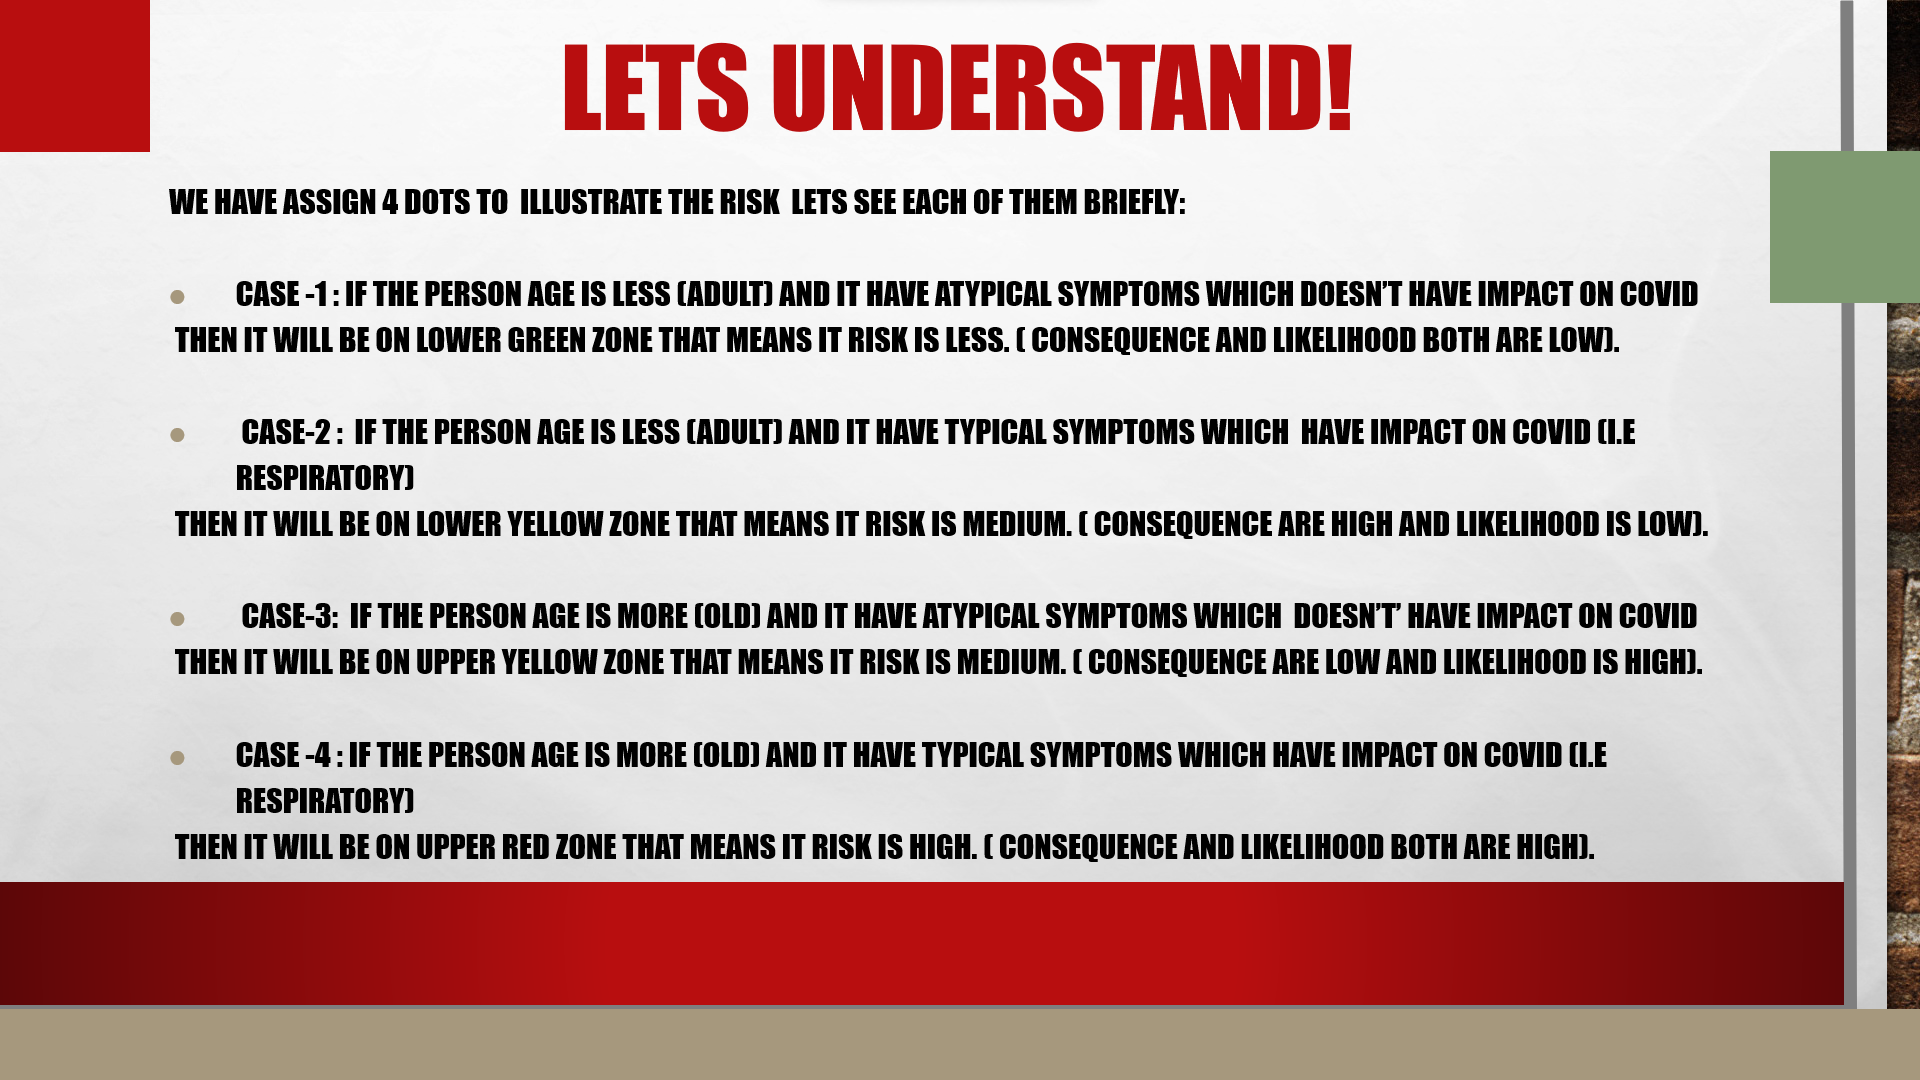 LETS UNDERSTAND!
WE HAVE ASSIGN 4 DOTS TO ILLUSTRATE THE RISK LETS SEE EACH OF THEM BRIEFLY:
CASE -1 : IF THE PERSON AGE IS LESS (ADULT) AND IT HAVE ATYPICAL SYMPTOMS WHICH DOESN’T HAVE IMPACT ON COVID
THEN IT WILL BE ON LOWER GREEN ZONE THAT MEANS IT RISK IS LESS. ( CONSEQUENCE AND LIKELIHOOD BOTH ARE LOW).
CASE-2 : IF THE PERSON AGE IS LESS (ADULT) AND IT HAVE TYPICAL SYMPTOMS WHICH HAVE IMPACT ON COVID (I.E
RESPIRATORY)
THEN IT WILL BE ON LOWER YELLOW ZONE THAT MEANS IT RISK IS MEDIUM. ( CONSEQUENCE ARE HIGH AND LIKELIHOOD IS LOW).
CASE-3: IF THE PERSON AGE IS MORE (OLD) AND IT HAVE ATYPICAL SYMPTOMS WHICH DOESN’T’ HAVE IMPACT ON COVID
THEN IT WILL BE ON UPPER YELLOW ZONE THAT MEANS IT RISK IS MEDIUM. ( CONSEQUENCE ARE LOW AND LIKELIHOOD IS HIGH).
CASE -4 : IF THE PERSON AGE IS MORE (OLD) AND IT HAVE TYPICAL SYMPTOMS WHICH HAVE IMPACT ON COVID (I.E
RESPIRATORY)
THEN IT WILL BE ON UPPER RED ZONE THAT MEANS IT RISK IS HIGH. ( CONSEQUENCE AND LIKELIHOOD BOTH ARE HIGH).